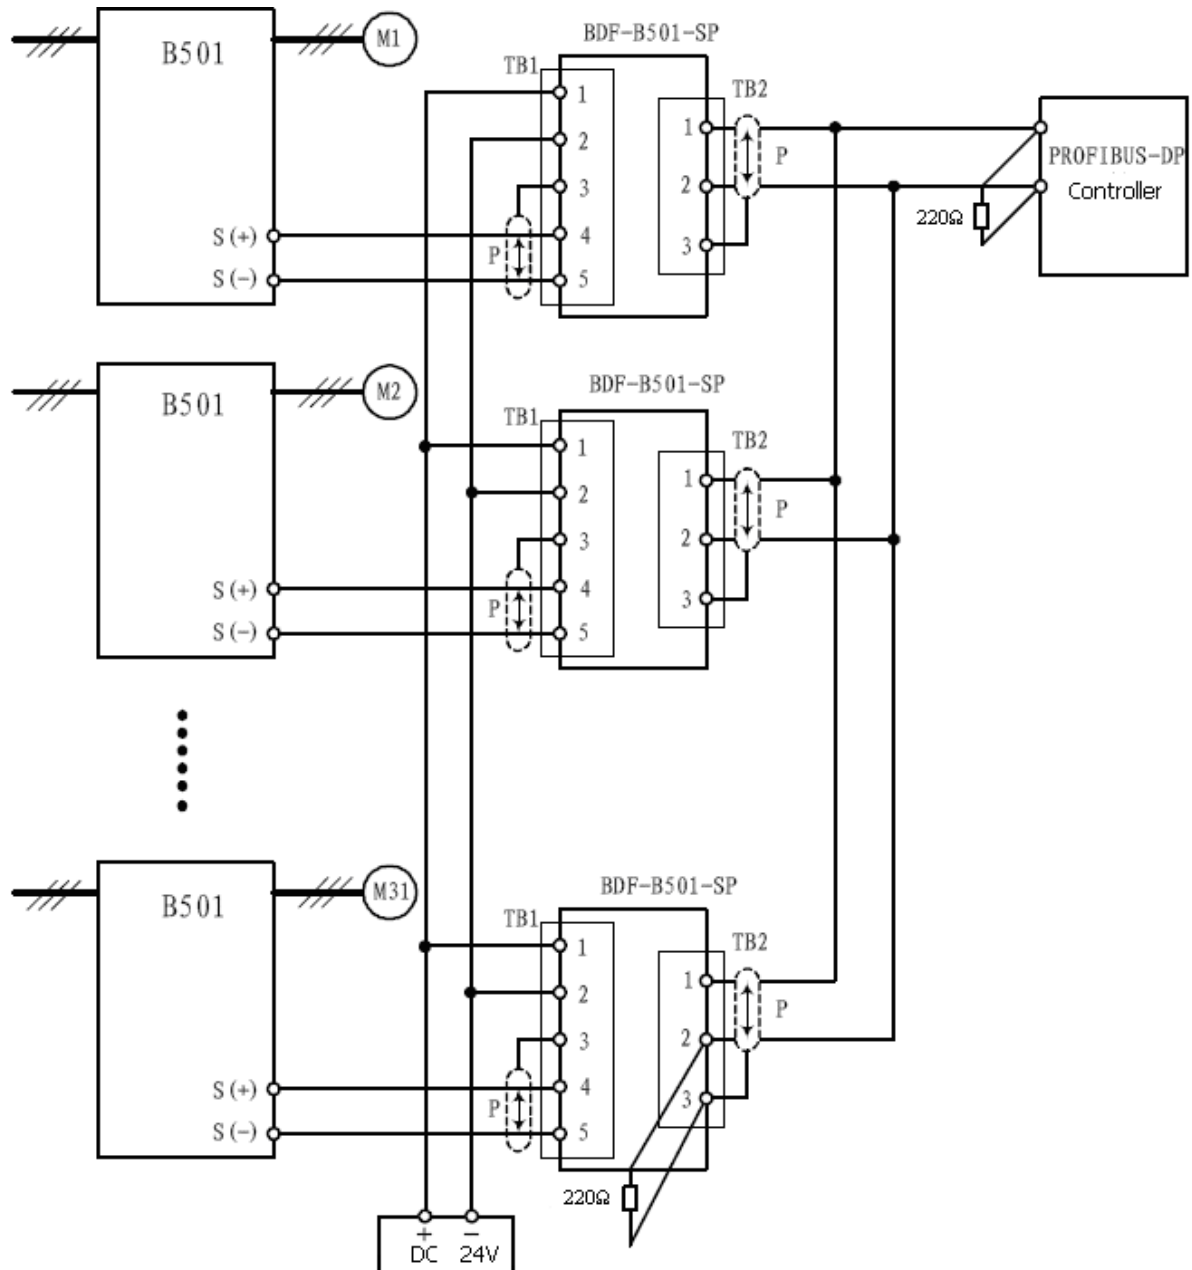 B501
M1
S(+)
S(-)
P
BDF-B501-SP
TB1
1
2
3
4
5
TB2
1
2
3
P
PROFIBUS-DP
Controller
220Ω
B501
M2
S(+)
S(-)
P
BDF-B501-SP
TB1
1
2
3
4
5
TB2
1
2
3
P
B501
M31
S(+)
S(-)
P
BDF-B501-SP
TB1
1
2
3
4
5
TB2
1
2
3
P
220Ω
+ −
DC 24V